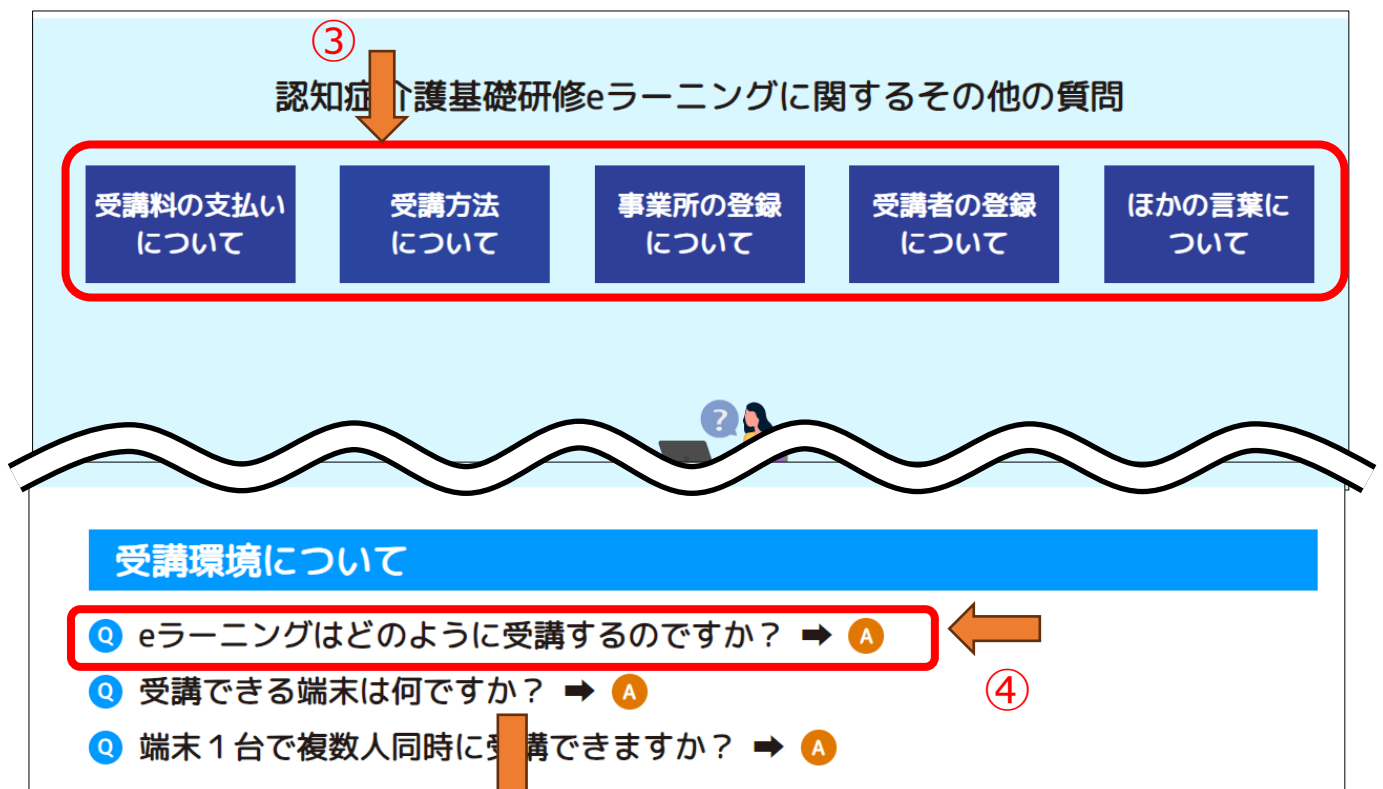 ③
認知症介護基礎研修eラーニングに関するその他の質問
受講料の支払い
について
受講方法
について
事業所の登録
について
受講者の登録
について
ほかの言葉に
ついて
?
受講環境について
Q eラーニングはどのように受講するのですか？ ➡ A
④
Q 受講できる端末は何ですか？ ➡ A
Q 端末１台で複数人同時に受講できますか？ ➡ A